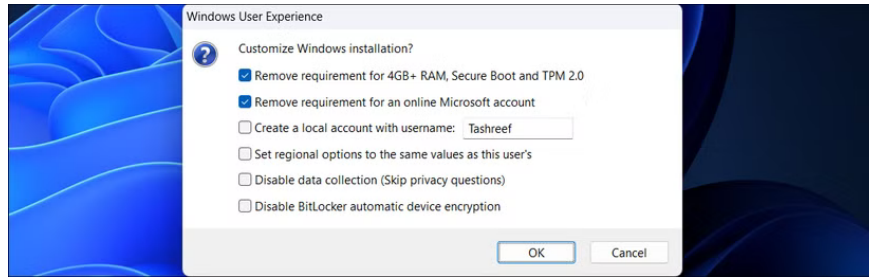 Windows User Experience
Customize Windows installation?
Remove requirement for 4GB+ RAM, Secure Boot and TPM 2.0
Remove requirement for an online Microsoft account
Create a local account with username: Tashreef
Set regional options to the same values as this user's
Disable data collection (Skip privacy questions)
Disable BitLocker automatic device encryption
OK Cancel